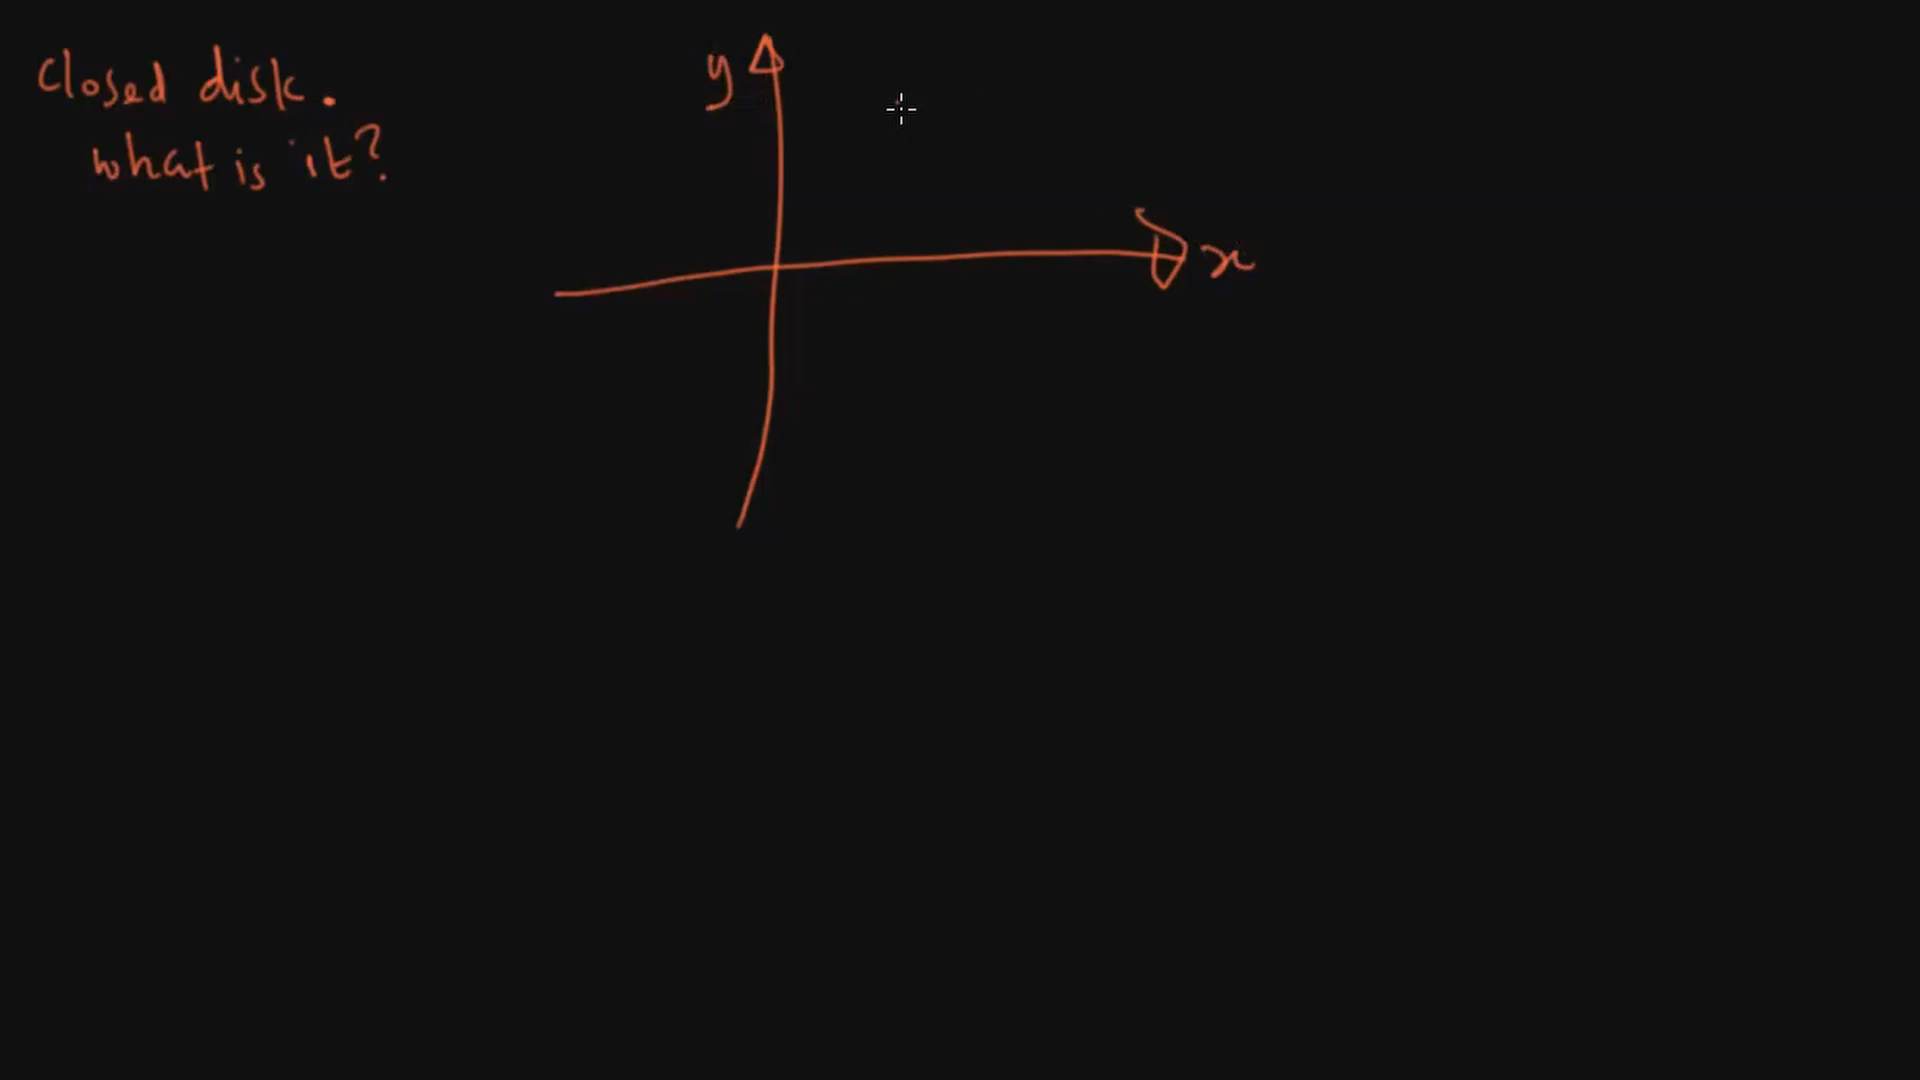 closed disk.
what is it?
y
x